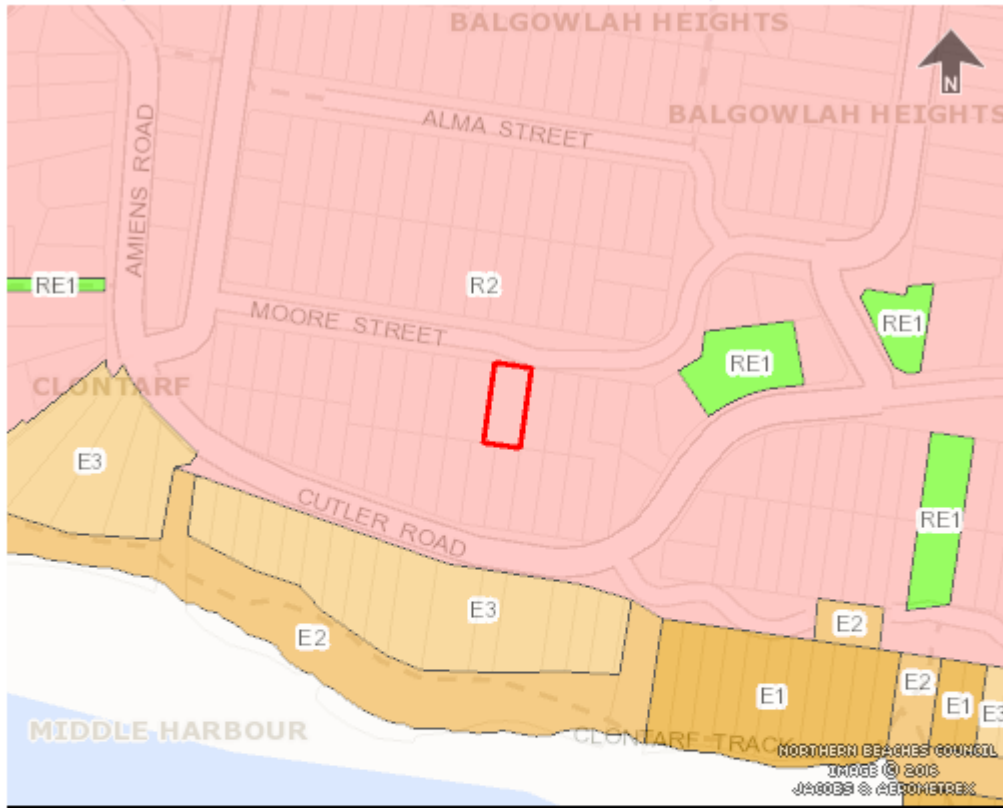 BALGOWLAH HEIGHTS
N
BALGOWLAH HEIGHTS
ALMA STREET
AMIENS ROAD
RE1
R2
MOORE STREET
RE1
RE1
CLONTARF
E3
RE1
CUTLER ROAD
E3
E2
E2
E1
E2
E1
E3
MIDDLE HARBOUR
CLONTARF TRACK
NORTHERN BEACHES COUNCIL
IMAGE © 2018
JACOBS & AEROMETREX